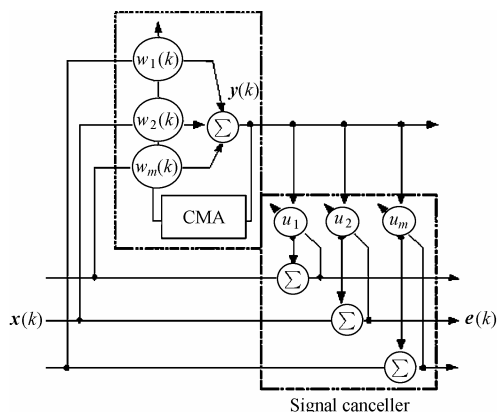 w₁(k)
y(k)
w₂(k)
Σ
wₘ(k)
CMA
u₁
u₂
uₘ
Σ
x(k)
Σ
e(k)
Σ
Signal canceller